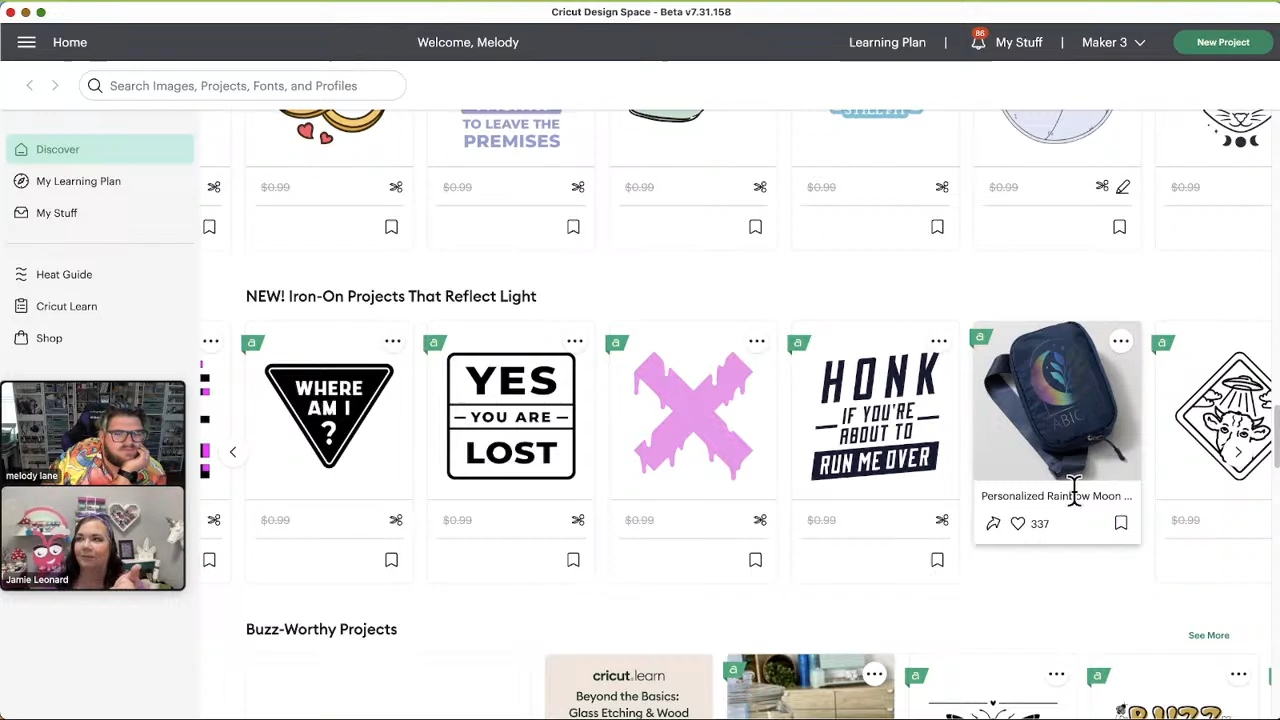 Cricut Design Space - Beta v7.31.158
Home
Welcome, Melody
Learning Plan | 86 My Stuff | Maker 3
New Project
Search Images, Projects, Fonts, and Profiles
Discover
My Learning Plan
My Stuff
Heat Guide
Cricut Learn
Shop
melody lane
Jamie Leonard
TO LEAVE THE
PREMISES
$0.99
$0.99
$0.99
$0.99
$0.99
$0.99
NEW! Iron-On Projects That Reflect Light
a
WHERE
AM I
?
a
YES
YOU ARE
LOST
a
a
HONK
IF YOU'RE
ABOUT TO
RUN ME OVER
a
ABIC
Personalized Rainbow Moon ...
337
a
$0.99
$0.99
$0.99
$0.99
$0.99
Buzz-Worthy Projects
See More
cricut learn
Beyond the Basics:
Glass Etching & Wood
a
a
a
BUZZ